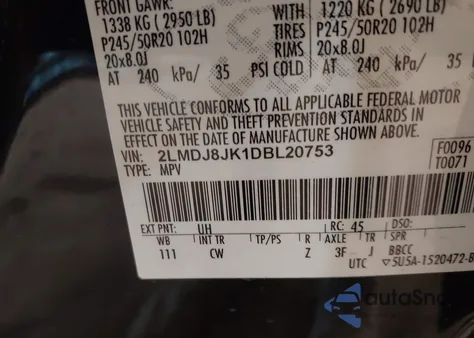 FRONT GAWR:
1338 KG ( 2950 LB)
P245/50R20 102H
20x8.0J
AT 240 kPa/ 35 PSI COLD
WITH
TIRES
RIMS
1220 KG ( 2690 LB)
P245/50R20 102H
20x8.0J
AT 240 kPa/ 35
THIS VEHICLE CONFORMS TO ALL APPLICABLE FEDERAL MOTOR
VEHICLE SAFETY AND THEFT PREVENTION STANDARDS IN
EFFECT ON THE DATE OF MANUFACTURE SHOWN ABOVE.
VIN: 2LMDJ8JK1DBL20753
TYPE: MPV
F0096
T0071
EXT PNT: UH RC: 45 DSO:
WB INT TR TP/PS R AXLE TR SPR
111 CW Z 3F J BBCC
UTC ▽5U5A-1520472-B
autoSna